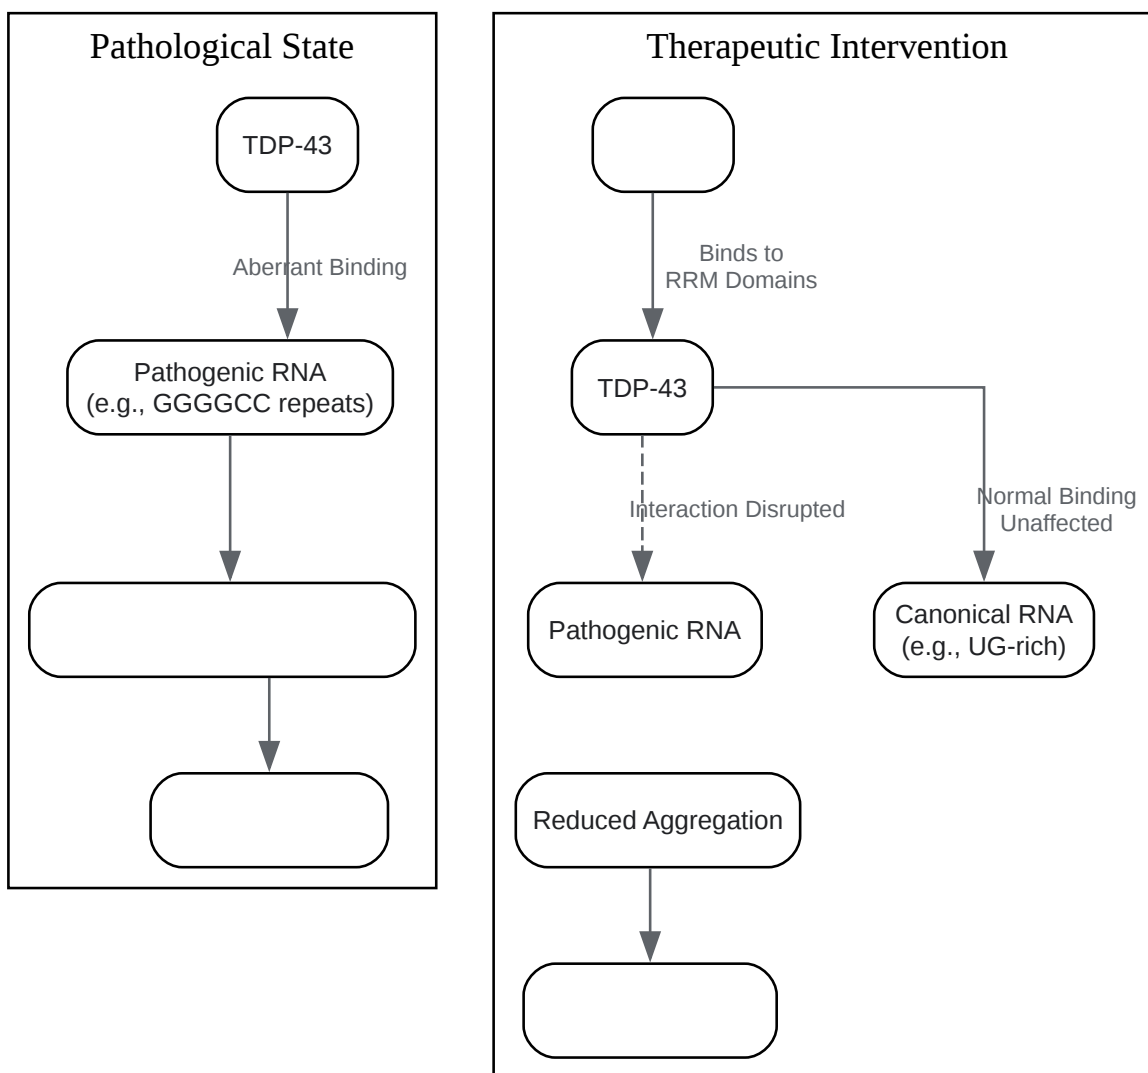 Pathological State
TDP-43
Aberrant Binding
Pathogenic RNA
(e.g., GGGGCC repeats)
Therapeutic Intervention
Binds to
RRM Domains
TDP-43
Interaction Disrupted
Normal Binding
Unaffected
Pathogenic RNA
Canonical RNA
(e.g., UG-rich)
Reduced Aggregation